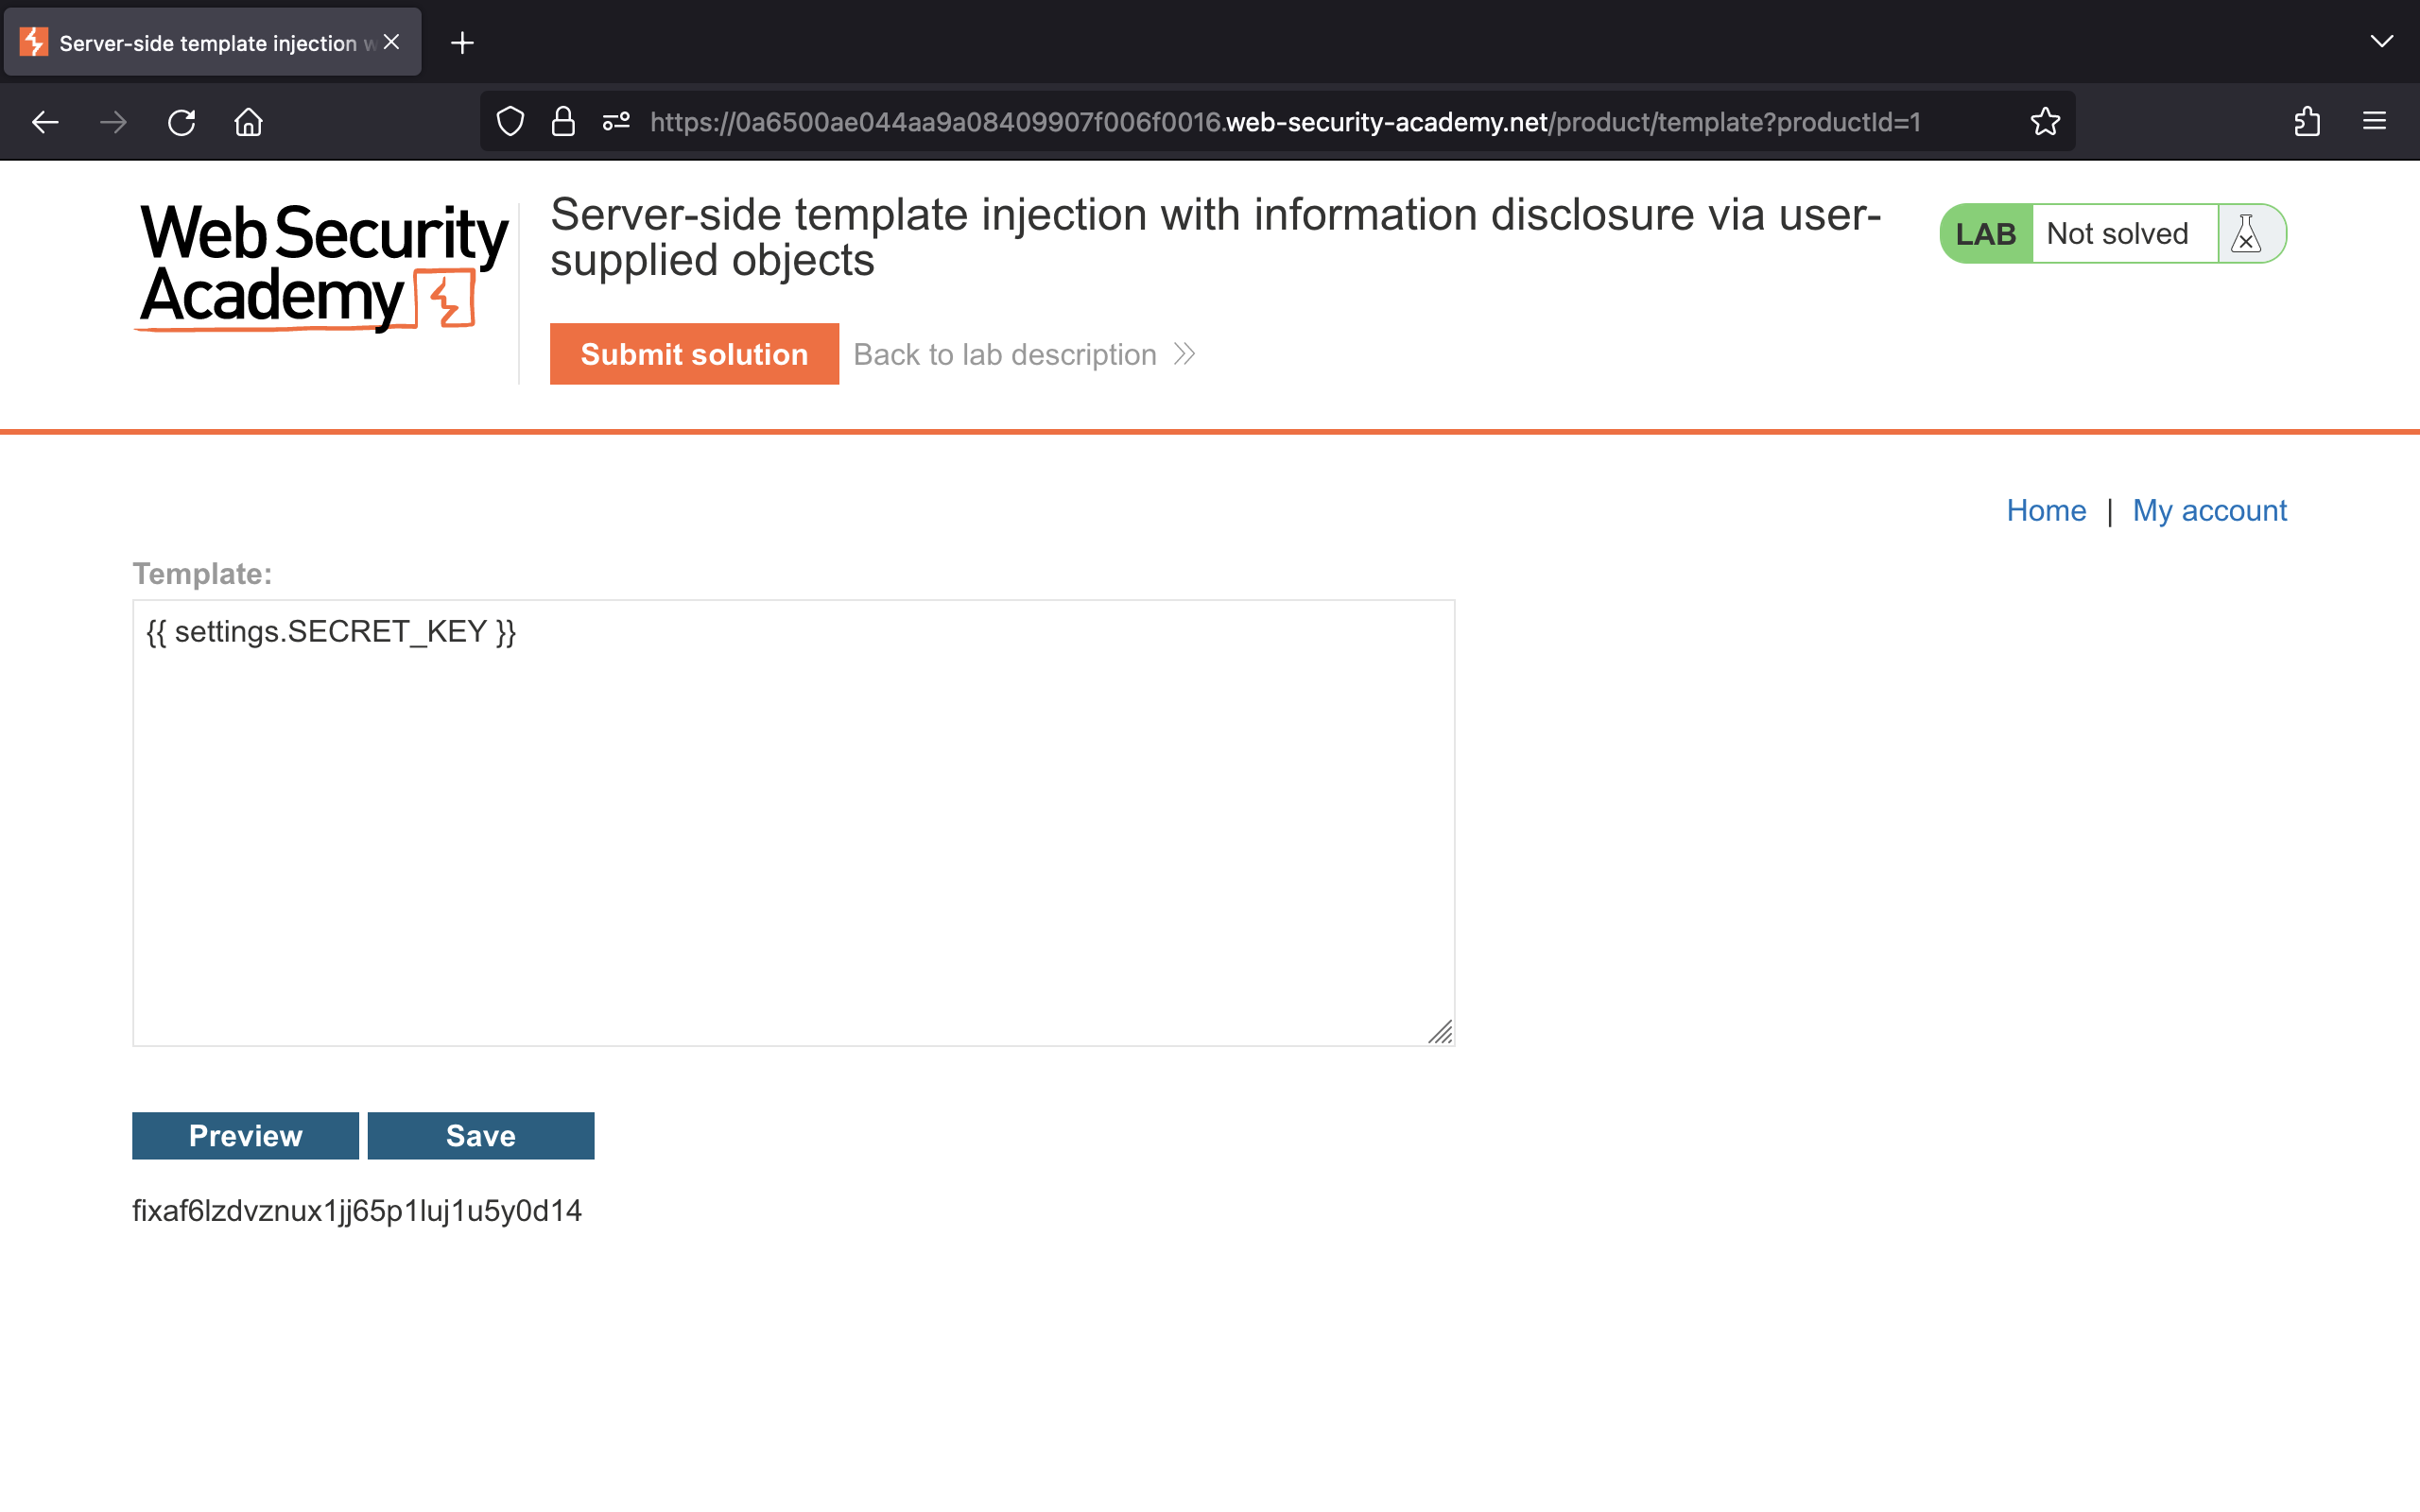 Server-side template injection w
https://0a6500ae044aa9a08409907f006f0016.web-security-academy.net/product/template?productId=1
Web Security
Academy
Server-side template injection with information disclosure via user-
supplied objects
LAB Not solved
Submit solution Back to lab description
Home | My account
Template:
{{ settings.SECRET_KEY }}
Preview Save
fixaf6lzdvznux1jj65p1luj1u5y0d14